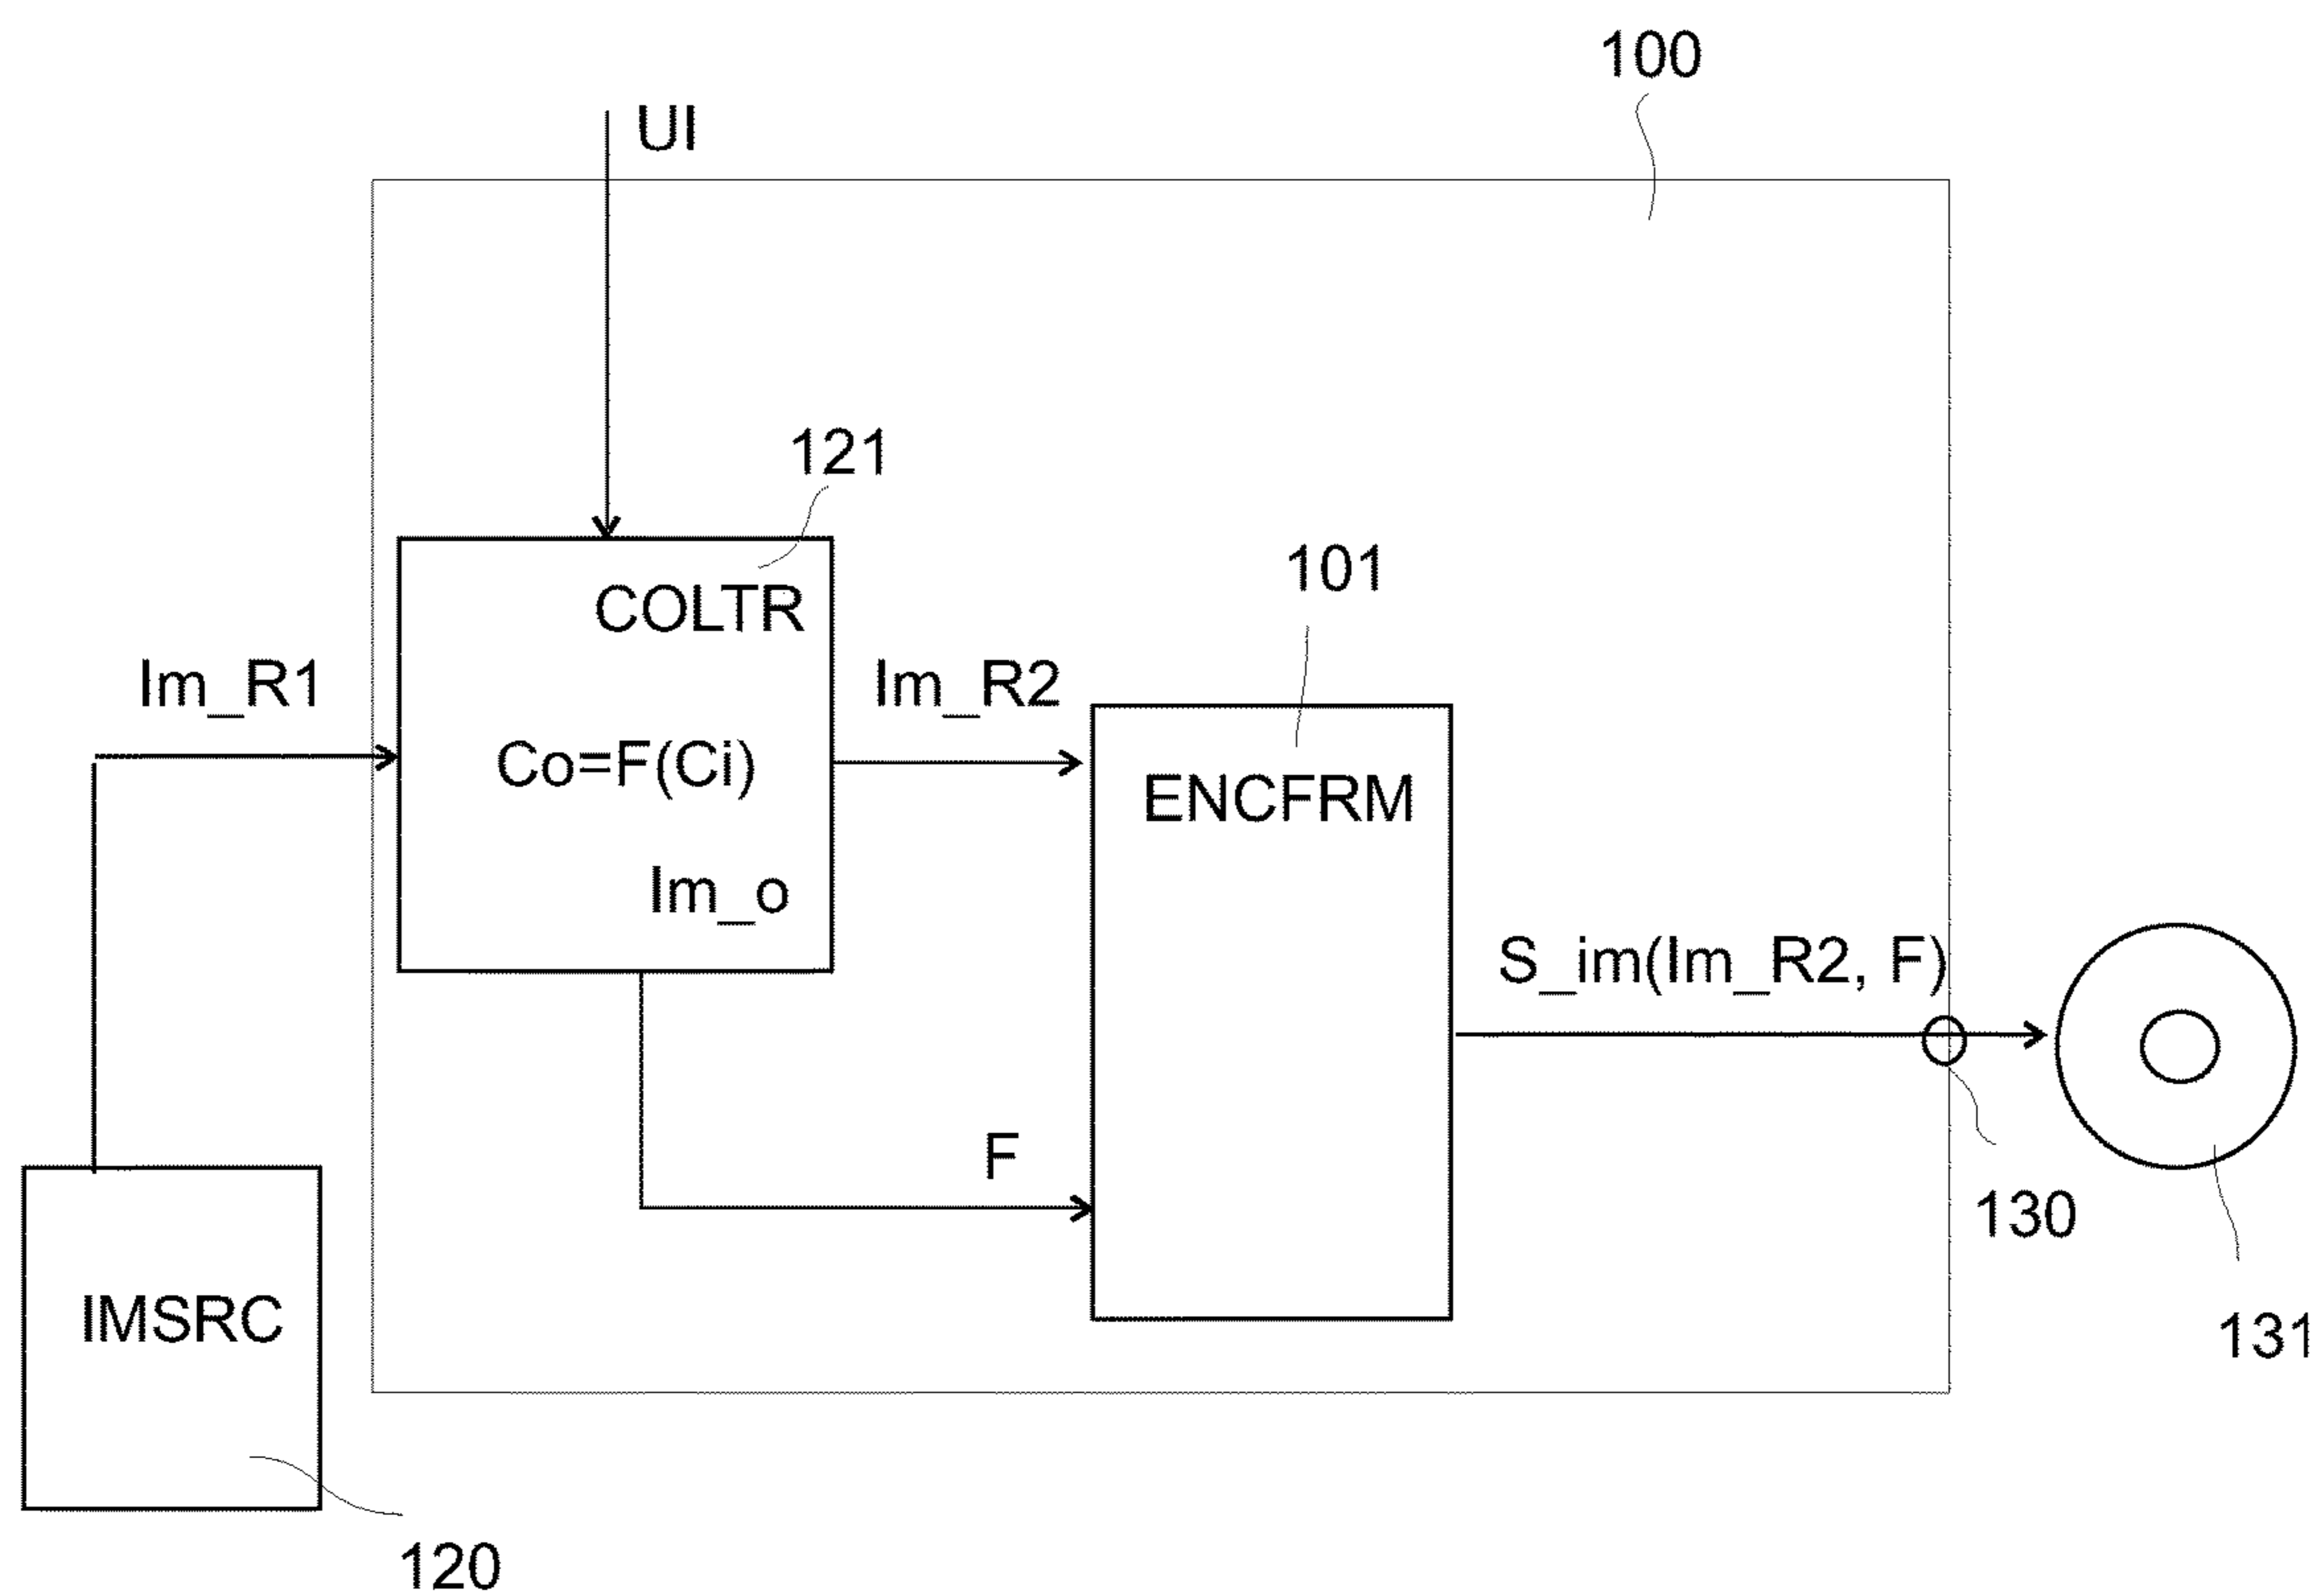 100
UI
121
COLTR
101
Im_R1
Im_R2
Co=F(Ci)
ENCFRM
Im_o
S_im(Im_R2, F)
F
130
IMSRC
131
120